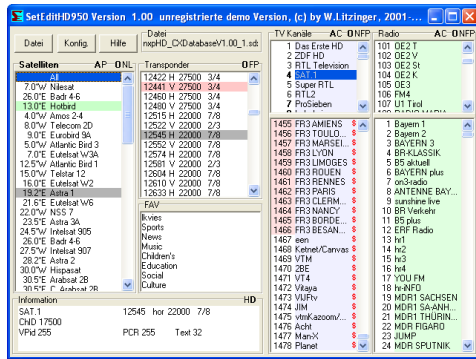 SetEditHD950 Version 1.00 unregistrierte demo Version, (c) by W.Litzinger, 2001-...
Datei Konfig. Hilfe
Datei
nxpHD_CXDatabaseV1.00_1.sd:
Satelliten AP ONL
All
7.0°W Nilesat
26.0°E Badr 4-6
13.0°E Hotbird
4.0°W Amos 2-4
8.0°W Telecom 2D
9.0°E Eurobird 9A
5.0°W Atlantic Bird 3
7.0°E Eutelsat W3A
12.5°W Atlantic Bird 1
15.0°W Telstar 12
16.0°E Eutelsat W2
19.2°E Astra 1
21.6°E Eutelsat W6
22.0°W NSS 7
23.5°E Astra 3A
24.5°W Intelsat 905
26.0°E Badr 4-6
27.5°W Intelsat 907
28.2°E Astra 2
30.0°W Hispasat
30.5°E Arabsat 2B
30.5°E C Arabsat 2B
Transponder OFP
12422 H 27500 3/4
12441 V 27500 3/4
12460 H 27500 3/4
12480 V 27500 3/4
12515 H 22000 7/8
12522 V 22000 2/3
12545 H 22000 7/8
12552 V 22000 7/8
12574 H 22000 7/8
12581 V 22000 7/8
12604 H 22000 7/8
12610 V 22000 7/8
12633 H 22000 7/8
FAV
lkvies
Sports
News
Music
Children's
Education
Social
Culture
TV Kanäle AC ONFP
1 Das Erste HD
2 ZDF HD
3 RTL Television
4 SAT.1
5 Super RTL
6 RTL2
7 ProSieben
1455 FR3 AMIENS $
1456 FR3 TOULO... $
1457 FR3 MARSEI... $
1458 FR3 LYON $
1459 FR3 LIMOGES $
1460 FR3 ROUEN $
1461 FR3 RENNES $
1462 FR3 PARIS $
1463 FR3 CLERM... $
1464 FR3 NANCY $
1465 FR3 BORDE... $
1466 FR3 BESAN... $
1467 een $
1468 Ketnet/Canvas $
1469 VTM $
1470 2BE $
1471 VT4 $
1472 Vitaya $
1473 VIJFtv $
1474 JIM $
1475 vtmKazoom/... $
1476 Acht $
1477 Man-X $
1478 Planet $
Radio AC ONFP
101 OE2 T
102 OE2 V
103 OE2 St
104 OE2 K
105 OE3
106 FM4
107 U1 Tirol
1 Bayern 1
2 Bayern 2
3 BAYERN 3
4 BR-KLASSIK
5 B5 aktuell
6 BAYERN plus
7 on3-radio
8 ANTENNE BAY...
9 sunshine live
10 BR Verkehr
11 B5 plus
12 ERF Radio
13 hr1
14 hr2
15 hr3
16 hr4
17 YOU FM
18 hr-iNFO
19 MDR1 SACHSEN
20 MDR1 SA-ANH...
21 MDR1 THÜRIN...
22 MDR FIGARO
23 JUMP
24 MDR SPUTNIK
Information HD
SAT.1 12545 hor 22000 7/8
ChID 17500
VPid 255 PCR 255 Text 32